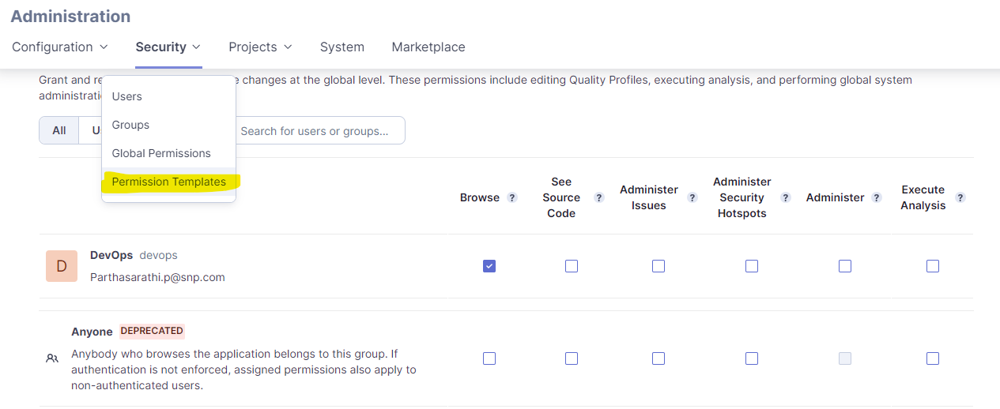 Administration
Configuration Security Projects System Marketplace
Grant and re e changes at the global level. These permissions include editing Quality Profiles, executing analysis, and performing global system
administrati
Users
Groups
Global Permissions
Permission Templates
All U Search for users or groups...
Browse ?
See Source Code ?
Administer Issues ?
Administer Security Hotspots ?
Administer ?
Execute Analysis ?
D
DevOps devops
Parthasarathi.p@snp.com
Anyone DEPRECATED
Anybody who browses the application belongs to this group. If
authentication is not enforced, assigned permissions also apply to
non-authenticated users.